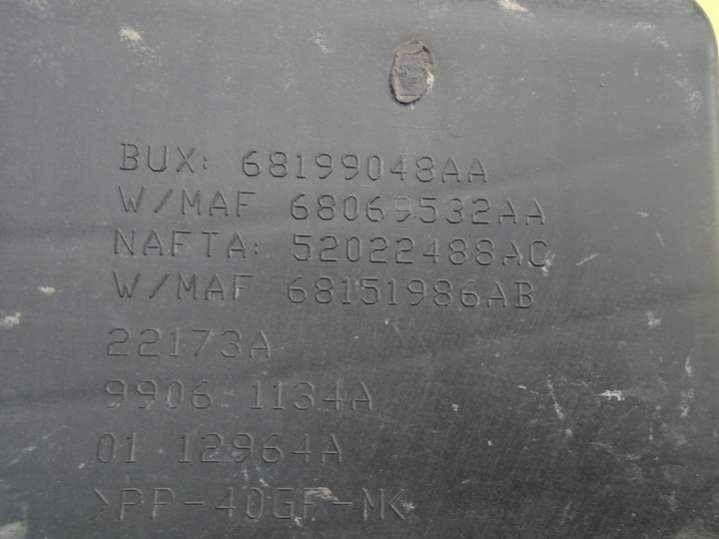 BUX: 68199048AA
W/MAF 68069532AA
NAFTA: 52022488AC
W/MAF 68151986AB
22173A
9906 1134A
01 12964A
>PP-40GF-MK